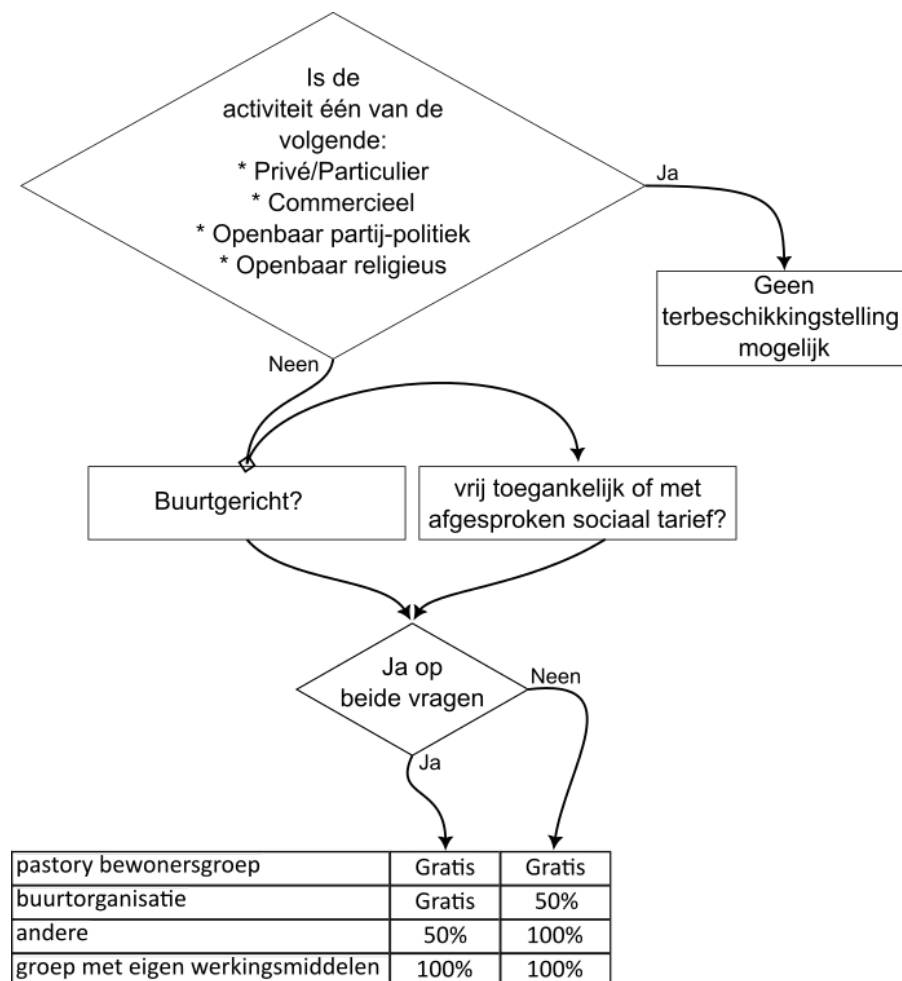 Is de
activiteit één van de
volgende:
* Privé/Particulier
* Commercieel
* Openbaar partij-politiek
* Openbaar religieus
Ja
Geen
terbeschikkingstelling
mogelijk
Neen
Buurtgericht?
vrij toegankelijk of met
afgesproken sociaal tarief?
Ja op
beide vragen
Neen
Ja
pastory bewonersgroep Gratis Gratis
buurtorganisatie Gratis 50%
andere 50% 100%
groep met eigen werkingsmiddelen 100% 100%